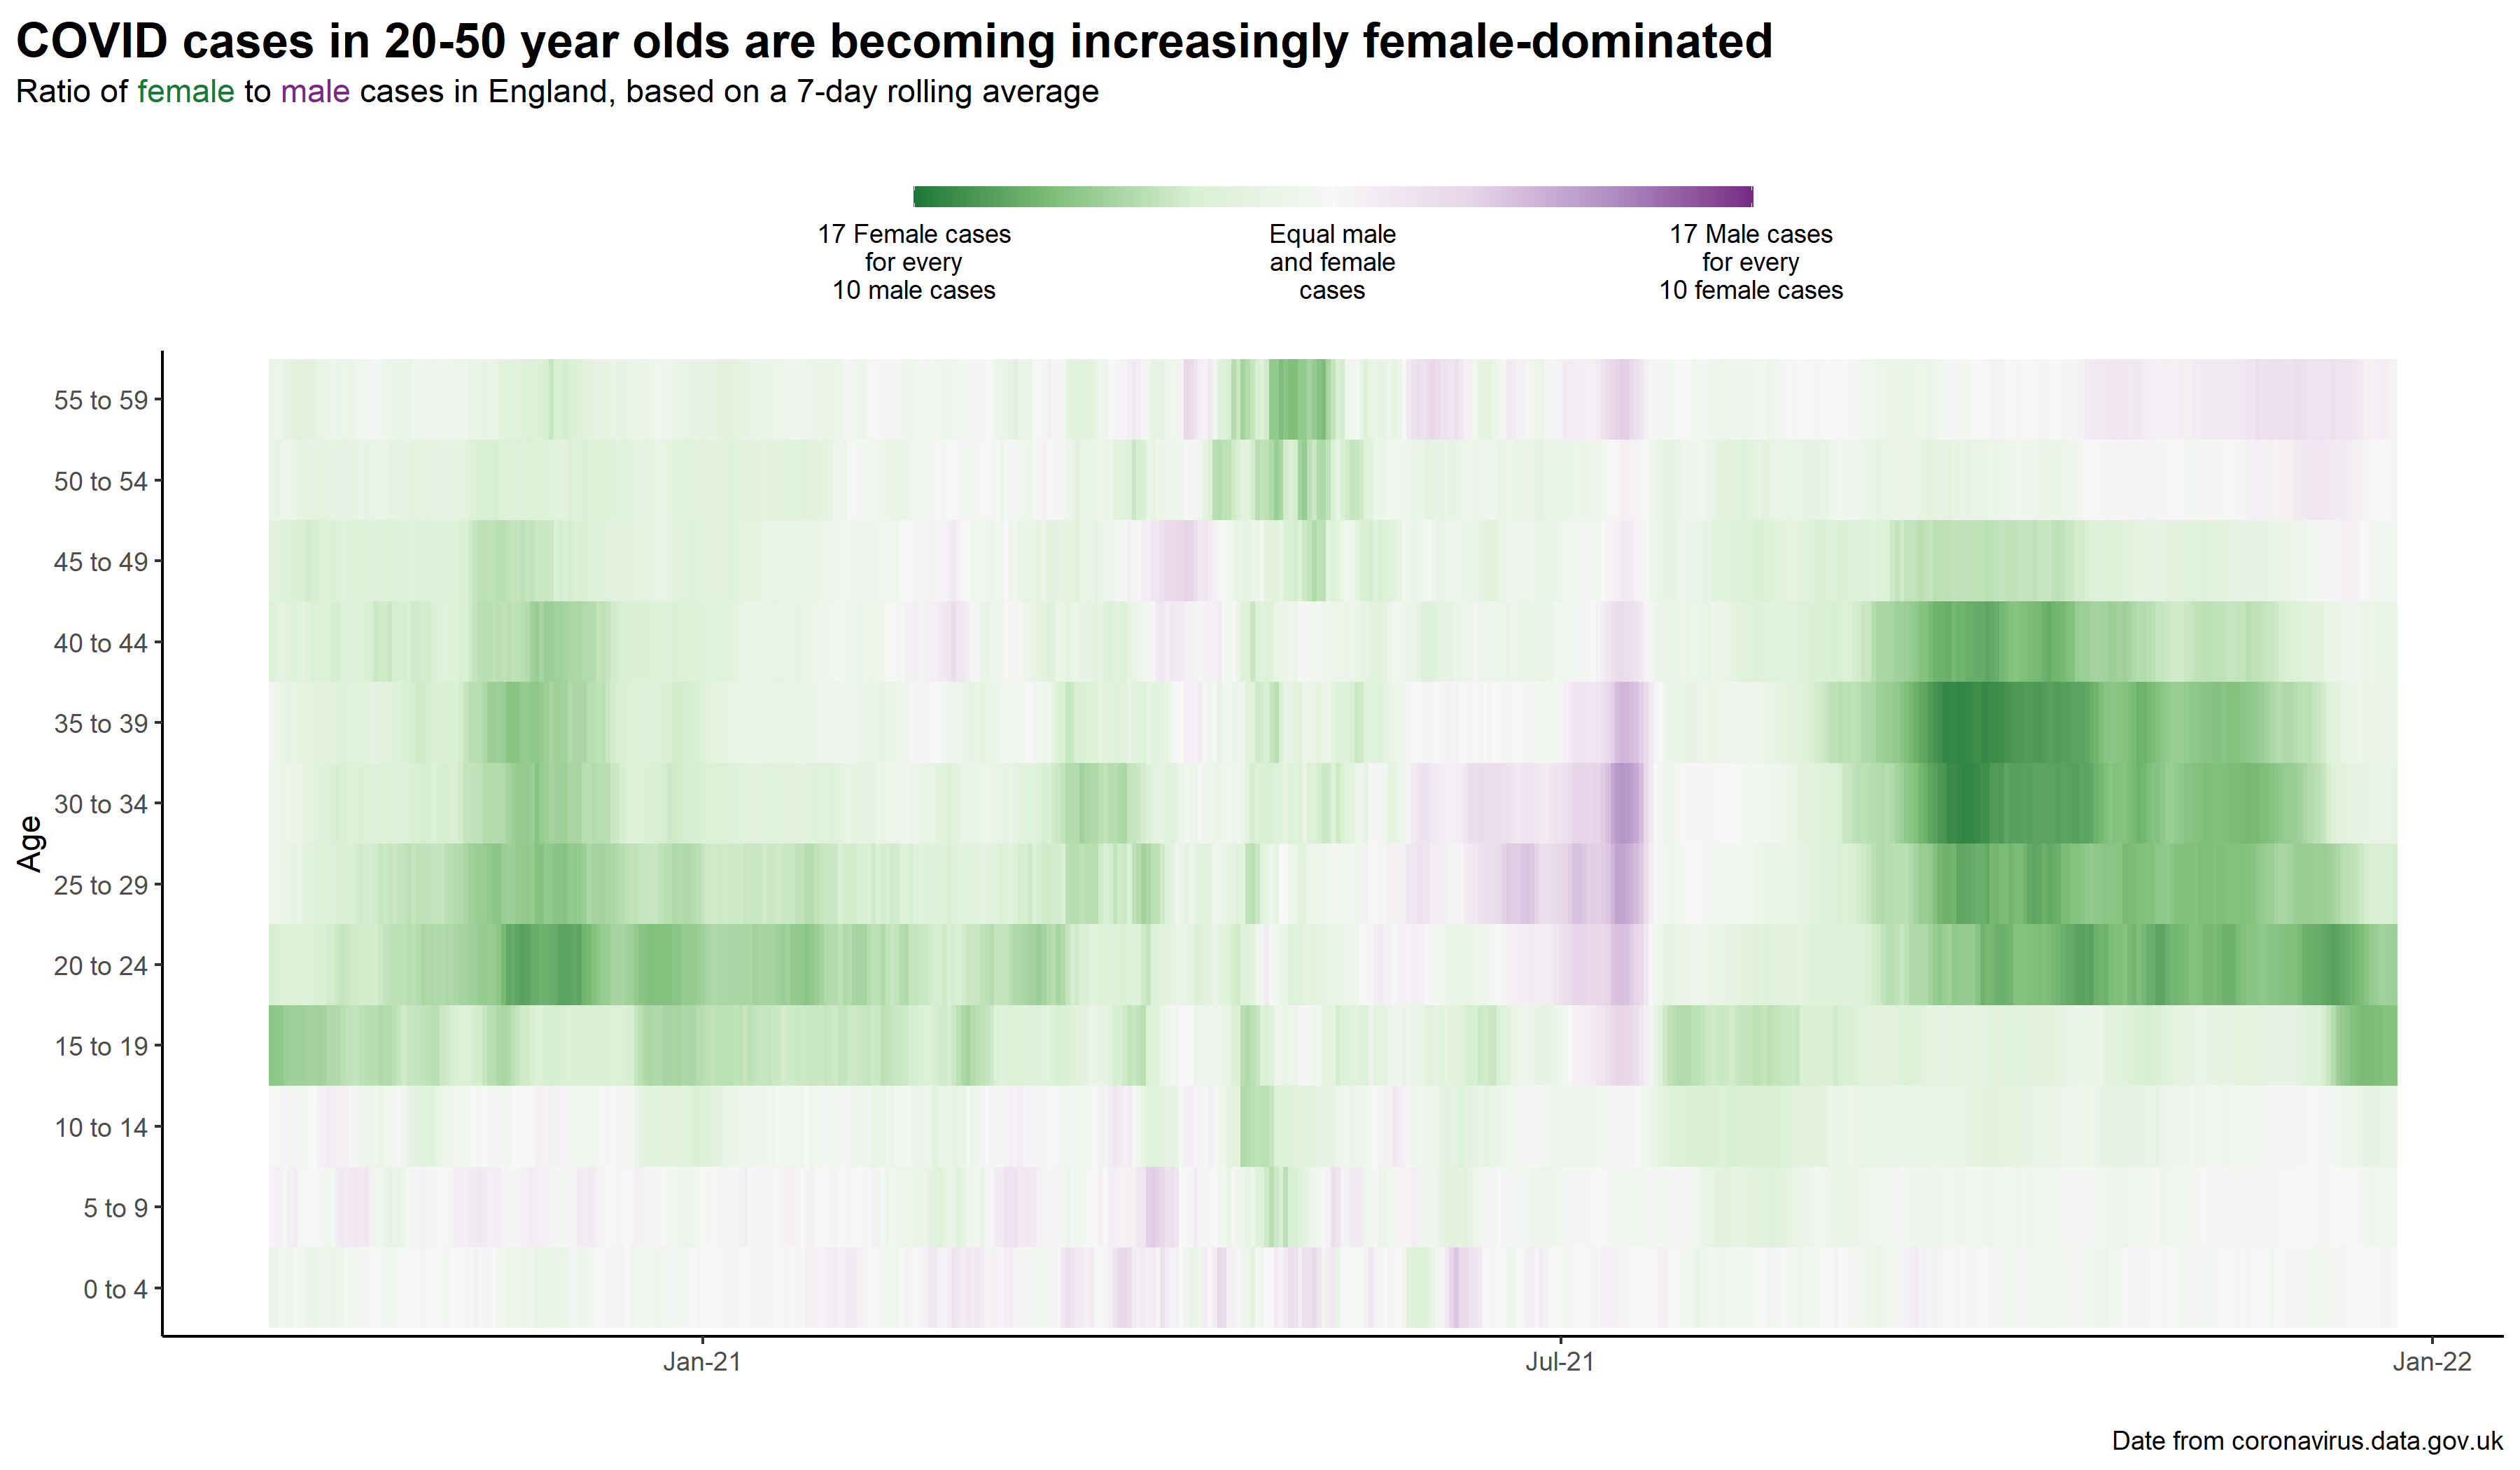 COVID cases in 20-50 year olds are becoming increasingly female-dominated
Ratio of female to male cases in England, based on a 7-day rolling average
17 Female cases
for every
10 male cases
Equal male
and female
cases
17 Male cases
for every
10 female cases
Age
55 to 59
50 to 54
45 to 49
40 to 44
35 to 39
30 to 34
25 to 29
20 to 24
15 to 19
10 to 14
5 to 9
0 to 4
Jan-21
Jul-21
Jan-22
Date from coronavirus.data.gov.uk